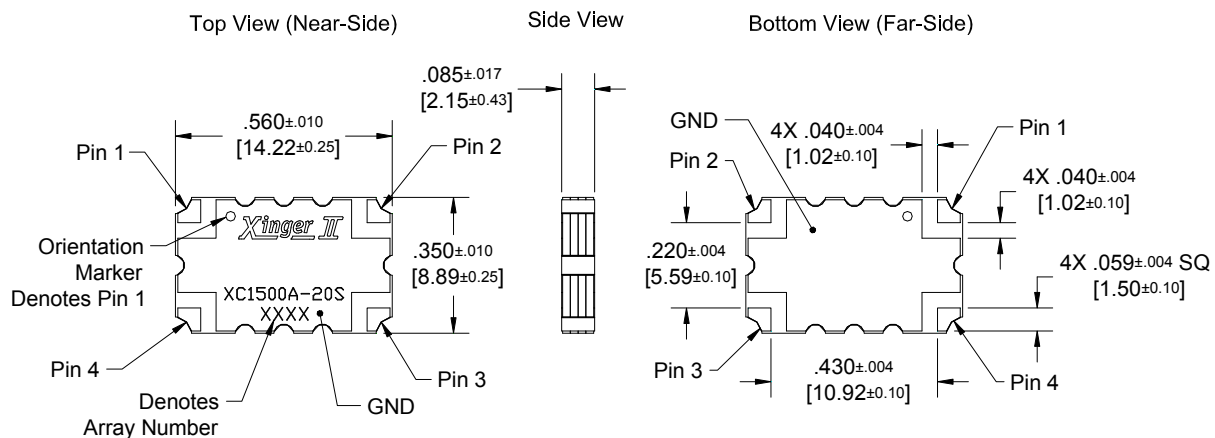 Top View (Near-Side)
Side View
Bottom View (Far-Side)
.560±.010
[14.22±0.25]
Pin 1
Pin 2
Orientation
Marker
Denotes Pin 1
Xinger II
.350±.010
[8.89±0.25]
XC1500A-20S
XXXX
Pin 4
Pin 3
Denotes
Array Number
GND
.085±.017
[2.15±0.43]
GND
4X .040±.004
[1.02±0.10]
Pin 1
Pin 2
4X .040±.004
[1.02±0.10]
.220±.004
[5.59±0.10]
4X .059±.004 SQ
[1.50±0.10]
Pin 3
.430±.004
[10.92±0.10]
Pin 4